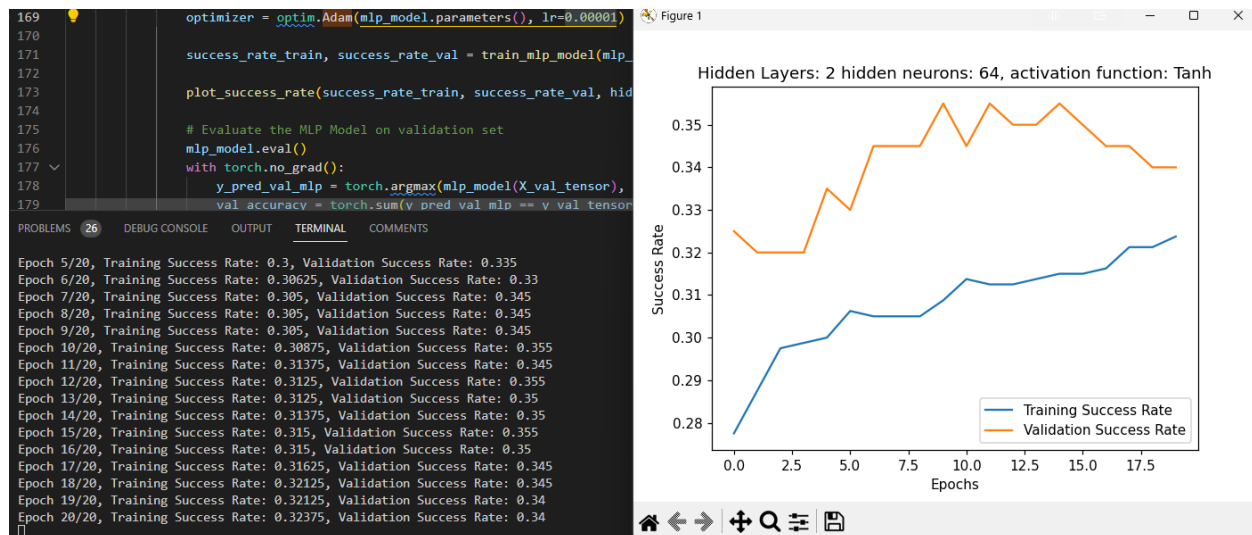 169 optimizer = optim.Adam(mlp_model.parameters(), lr=0.00001)
170
171 success_rate_train, success_rate_val = train_mlp_model(mlp_
172
173 plot_success_rate(success_rate_train, success_rate_val, hid
174
175 # Evaluate the MLP Model on validation set
176 mlp_model.eval()
177 with torch.no_grad():
178 y_pred_val_mlp = torch.argmax(mlp_model(X_val_tensor),
179 val_accuracy = torch.sum(y_pred_val_mlp == y_val_tensor
PROBLEMS 26 DEBUG CONSOLE OUTPUT TERMINAL COMMENTS
Epoch 5/20, Training Success Rate: 0.3, Validation Success Rate: 0.335
Epoch 6/20, Training Success Rate: 0.30625, Validation Success Rate: 0.33
Epoch 7/20, Training Success Rate: 0.305, Validation Success Rate: 0.345
Epoch 8/20, Training Success Rate: 0.305, Validation Success Rate: 0.345
Epoch 9/20, Training Success Rate: 0.305, Validation Success Rate: 0.345
Epoch 10/20, Training Success Rate: 0.30875, Validation Success Rate: 0.355
Epoch 11/20, Training Success Rate: 0.31375, Validation Success Rate: 0.345
Epoch 12/20, Training Success Rate: 0.3125, Validation Success Rate: 0.355
Epoch 13/20, Training Success Rate: 0.3125, Validation Success Rate: 0.35
Epoch 14/20, Training Success Rate: 0.31375, Validation Success Rate: 0.35
Epoch 15/20, Training Success Rate: 0.315, Validation Success Rate: 0.355
Epoch 16/20, Training Success Rate: 0.315, Validation Success Rate: 0.35
Epoch 17/20, Training Success Rate: 0.31625, Validation Success Rate: 0.345
Epoch 18/20, Training Success Rate: 0.32125, Validation Success Rate: 0.345
Epoch 19/20, Training Success Rate: 0.32125, Validation Success Rate: 0.34
Epoch 20/20, Training Success Rate: 0.32375, Validation Success Rate: 0.34
Figure 1
Hidden Layers: 2 hidden neurons: 64, activation function: Tanh
0.35
0.34
0.33
0.32
0.31
0.30
0.29
0.28
Success Rate
Training Success Rate
Validation Success Rate
0.0 2.5 5.0 7.5 10.0 12.5 15.0 17.5
Epochs